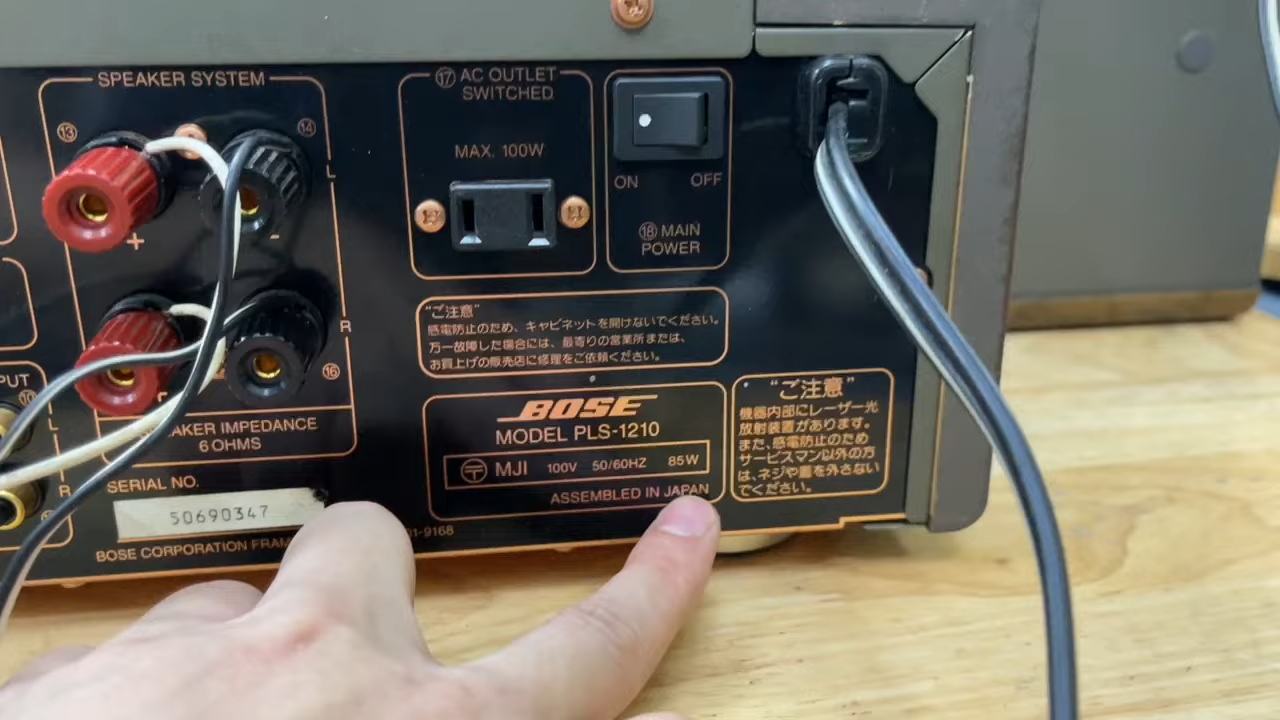 SPEAKER SYSTEM
⑬
⑭
L
+
-
R
⑯
6 OHMS
IMPEDANCE
PUT
⑩
L
R
SERIAL NO.
50690347
BOSE CORPORATION
-9168
⑰ AC OUTLET
SWITCHED
MAX. 100W
ON OFF
⑱ MAIN
POWER
"ご注意"
感電防止のため、キャビネットを開けないでください。
万一故障した場合には、最寄りの営業所または、
お買上げの販売店に修理をご依頼ください。
BOSE
MODEL PLS-1210
MJI 100V 50/60HZ 85W
ASSEMBLED IN JAPAN
"ご注意"
機器内部にレーザー光
放射装置があります。
また、感電防止のため
サービスマン以外の方
は、ネジや蓋を外さない
でください。